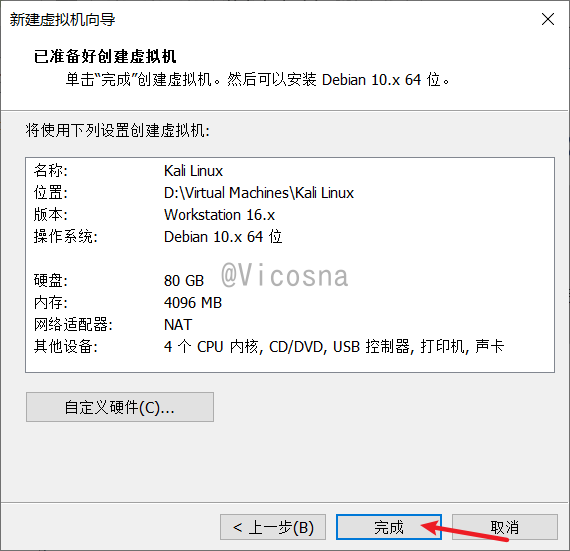 新建虚拟机向导
已准备好创建虚拟机
单击“完成”创建虚拟机。然后可以安装 Debian 10.x 64 位。
将使用下列设置创建虚拟机:
名称: Kali Linux
位置: D:\Virtual Machines\Kali Linux
版本: Workstation 16.x
操作系统: Debian 10.x 64 位
硬盘: 80 GB
@Vicosna
内存: 4096 MB
网络适配器: NAT
其他设备: 4 个 CPU 内核, CD/DVD, USB 控制器, 打印机, 声卡
自定义硬件(C)...
< 上一步(B) 完成 取消